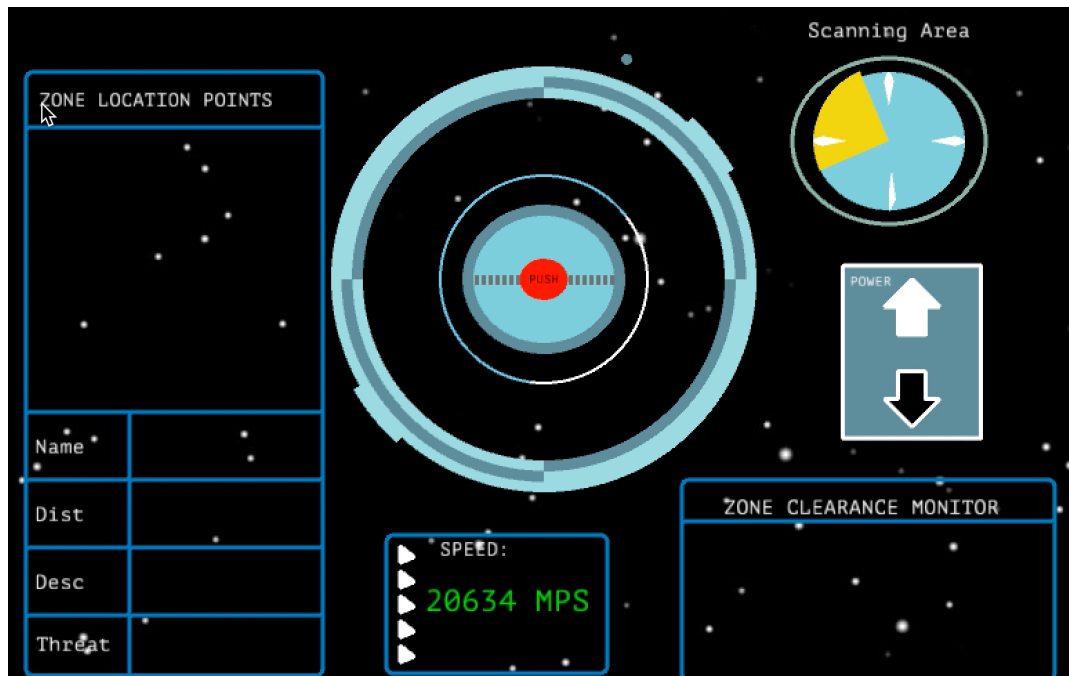 Scanning Area
ZONE LOCATION POINTS
PUSH
POWER
Name
Dist
Desc
Threat
SPEED:
20634 MPS
ZONE CLEARANCE MONITOR